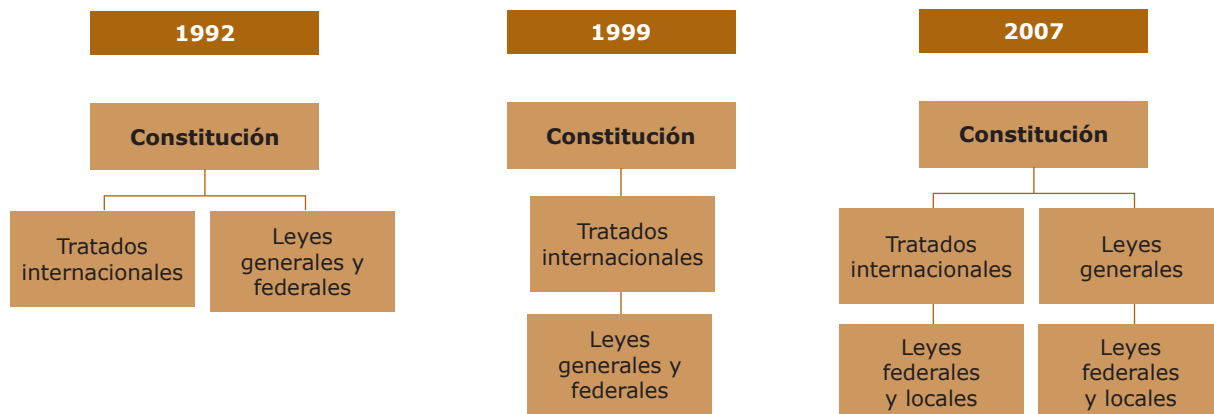 1992
Constitución
Tratados
internacionales
Leyes
generales y
federales
1999
Constitución
Tratados
internacionales
Leyes
generales y
federales
2007
Constitución
Tratados
internacionales
Leyes
generales
Leyes
federales
y locales
Leyes
federales
y locales